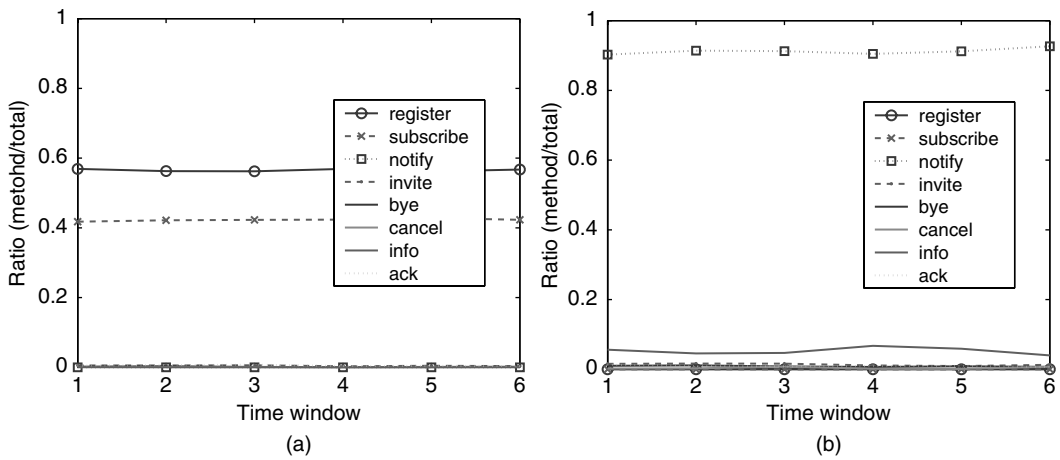 1
0.8
0.6
0.4
0.2
0
Ratio (metohd/total)
register
subscribe
notify
invite
bye
cancel
info
ack
1 2 3 4 5 6
Time window
(a)
1
0.8
0.6
0.4
0.2
0
Ratio (method/total)
register
subscribe
notify
invite
bye
cancel
info
ack
1 2 3 4 5 6
Time window
(b)